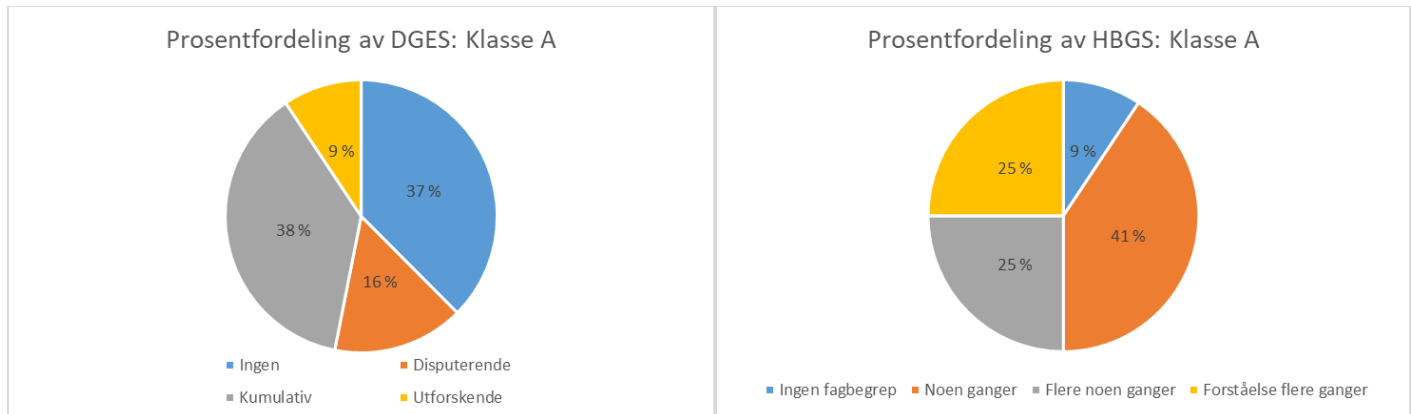 Prosentfordeling av DGES: Klasse A
9 %
37 %
38 %
16 %
Ingen
Disputerende
Kumulativ
Utforskende
Prosentfordeling av HBGS: Klasse A
9 %
25 %
41 %
25 %
Ingen fagbegrep
Noen ganger
Flere noen ganger
Forståelse flere ganger